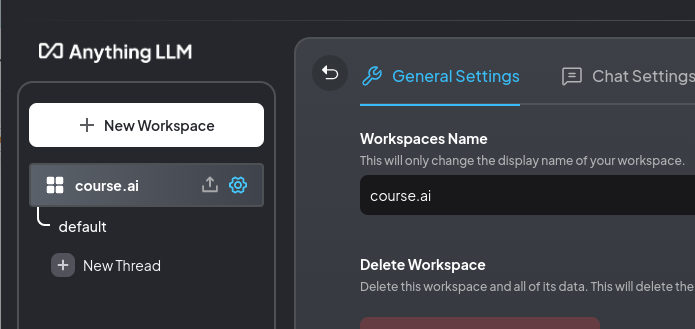 Anything LLM
New Workspace
course.ai
default
New Thread
General Settings
Chat Settings
Workspaces Name
This will only change the display name of your workspace.
course.ai
Delete Workspace
Delete this workspace and all of its data. This will delete the